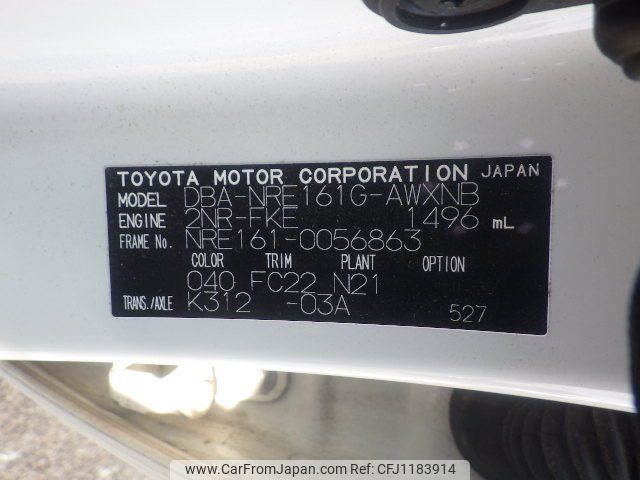 TOYOTA MOTOR CORPORATION JAPAN
MODEL DBA-NRE161G-AWXNB
ENGINE 2NR-FKE 1496 mL
FRAME No. NRE161-0056863
COLOR TRIM PLANT OPTION
040 FC22 N21
TRANS./AXLE K312 -03A
527
www.CarFromJapan.com CFJ1183914